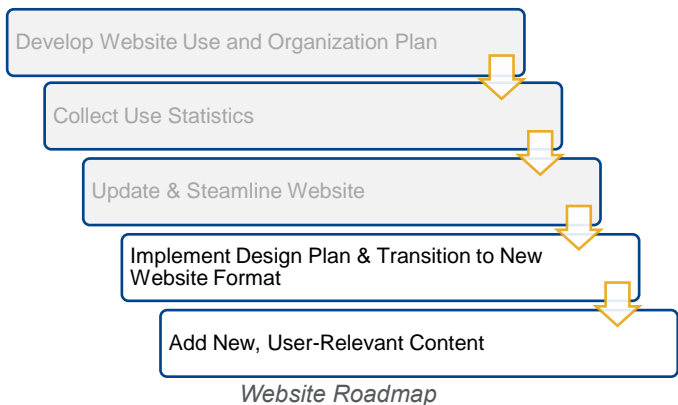 Develop Website Use and Organization Plan
Collect Use Statistics
Update & Steamline Website
Implement Design Plan & Transition to New
Website Format
Add New, User-Relevant Content
Website Roadmap